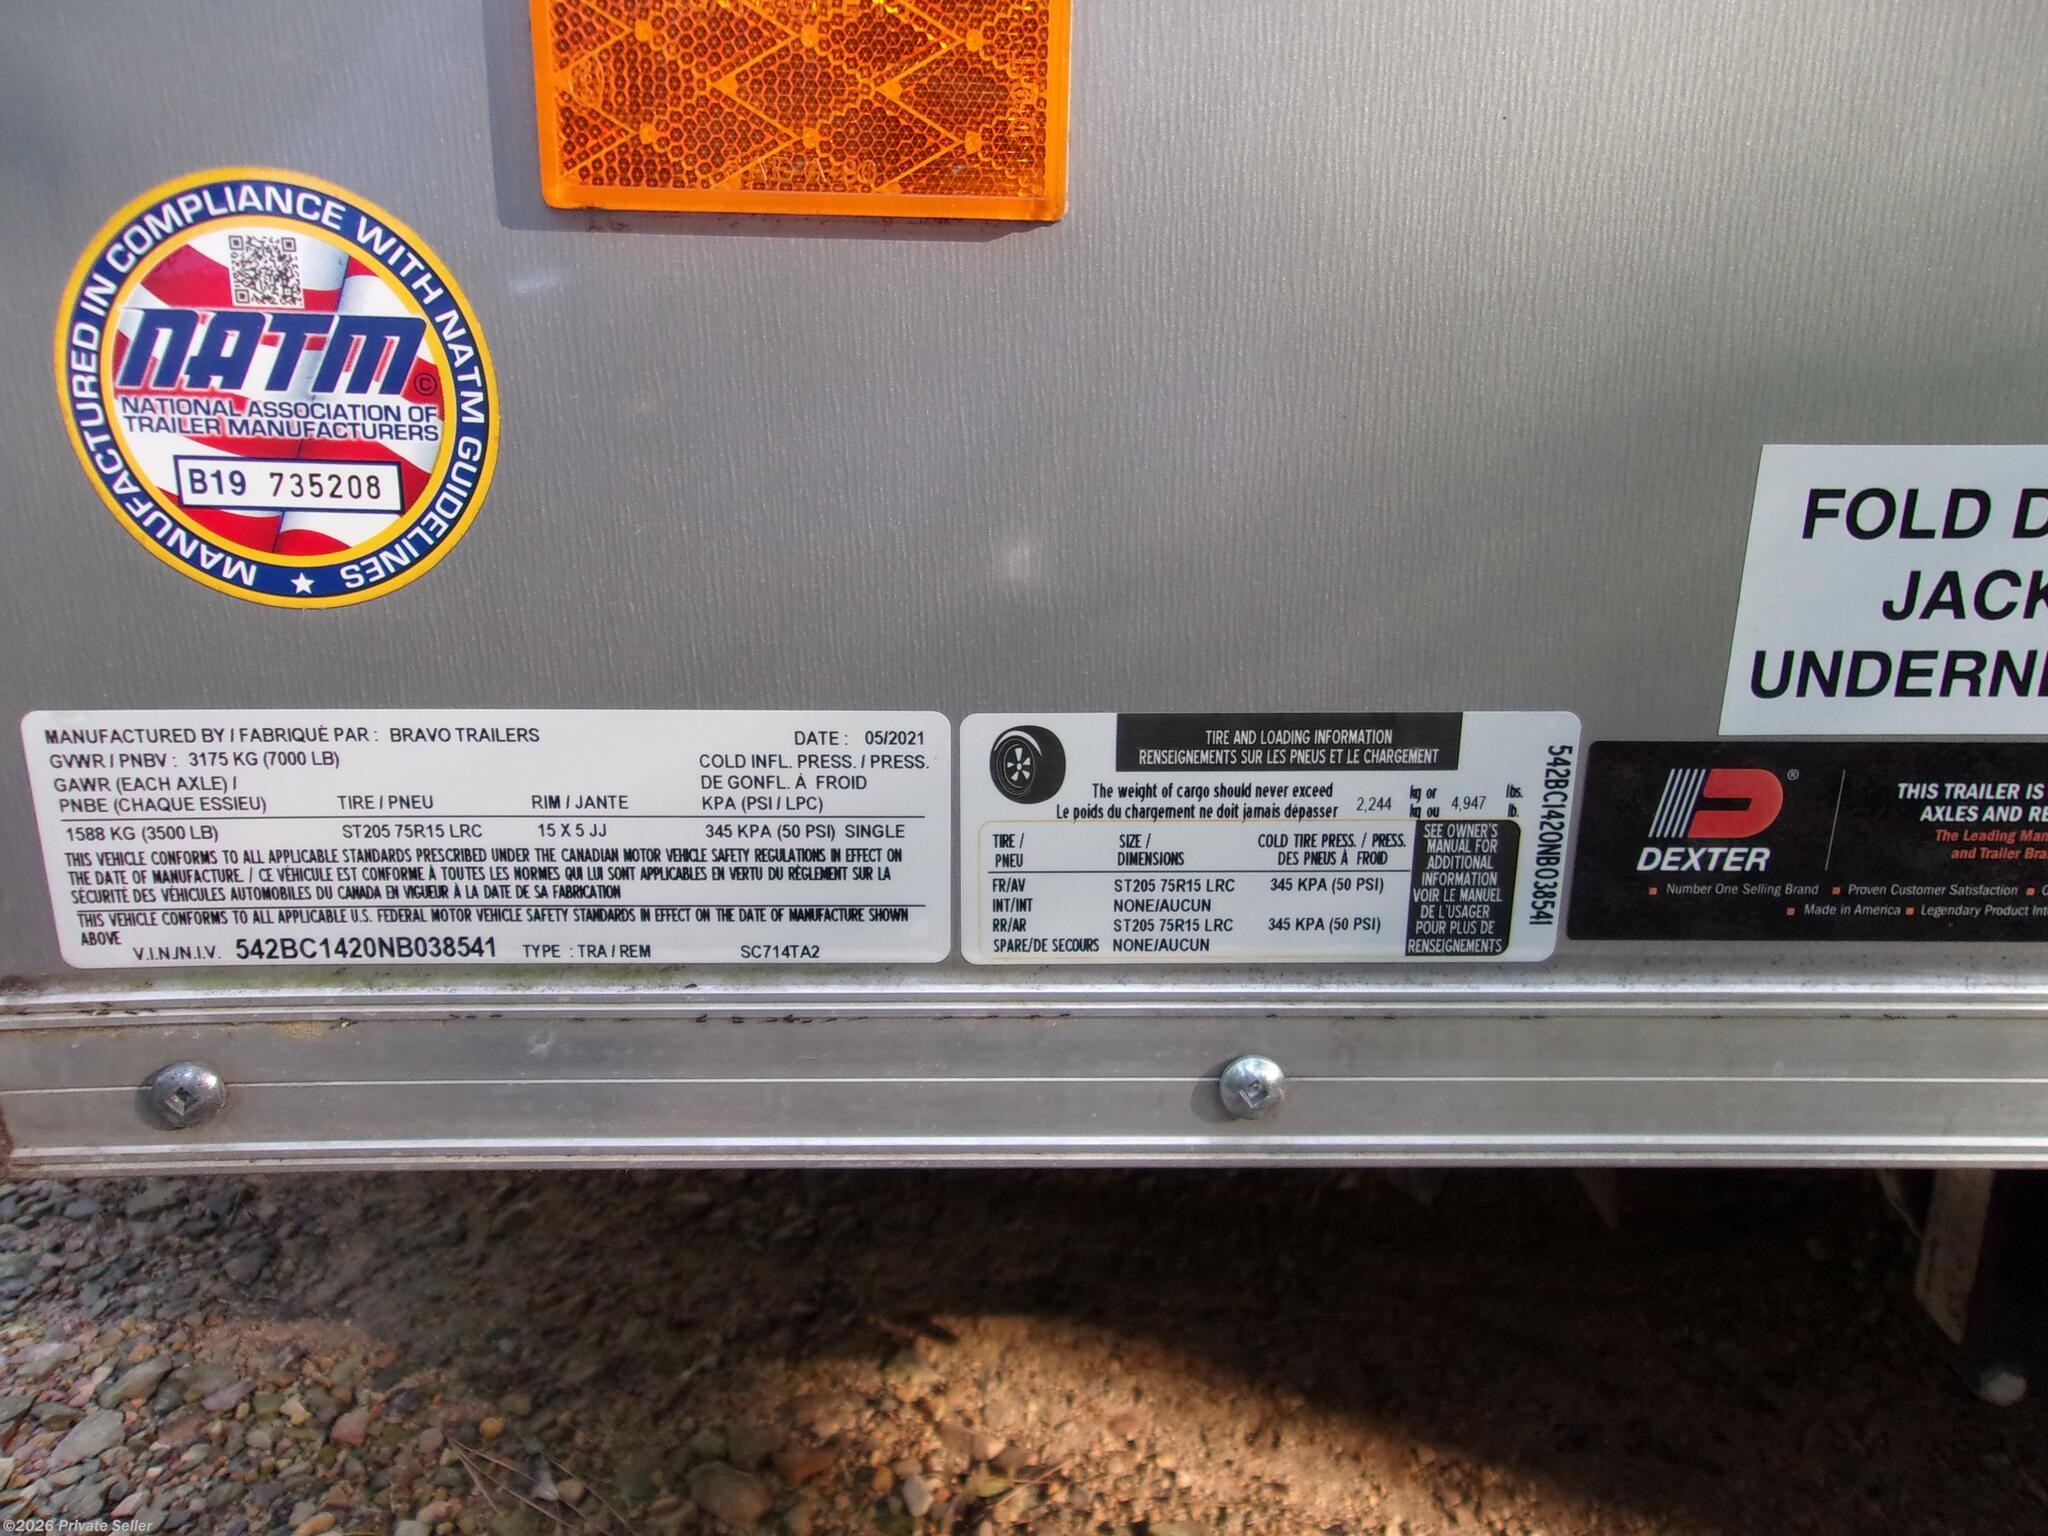 MANUFACTURED IN COMPLIANCE WITH NATM GUIDELINES
NATM ©
NATIONAL ASSOCIATION OF
TRAILER MANUFACTURERS
B19 735208
FOLD
JACK
MANUFACTURED BY / FABRIQUÉ PAR : BRAVO TRAILERS
DATE : 05/2021
GVWR / PNBV : 3175 KG (7000 LB)
COLD INFL. PRESS. / PRESS.
GAWR (EACH AXLE) /
DE GONFL. À FROID
PNBE (CHAQUE ESSIEU) TIRE / PNEU RIM / JANTE KPA (PSI / LPC)
1588 KG (3500 LB) ST205 75R15 LRC 15 X 5 JJ 345 KPA (50 PSI) SINGLE
THIS VEHICLE CONFORMS TO ALL APPLICABLE STANDARDS PRESCRIBED UNDER THE CANADIAN MOTOR VEHICLE SAFETY REGULATIONS IN EFFECT ON
THE DATE OF MANUFACTURE. / CE VÉHICULE EST CONFORME À TOUTES LES NORMES QUI LUI SONT APPLICABLES EN VERTU DU RÈGLEMENT SUR LA
SÉCURITÉ DES VÉHICULES AUTOMOBILES DU CANADA EN VIGUEUR À LA DATE DE SA FABRICATION
THIS VEHICLE CONFORMS TO ALL APPLICABLE U.S. FEDERAL MOTOR VEHICLE SAFETY STANDARDS IN EFFECT ON THE DATE OF MANUFACTURE SHOWN
ABOVE
V.I.N./N.I.V. 542BC1420NB038541 TYPE : TRA / REM SC714TA2
TIRE AND LOADING INFORMATION
RENSEIGNEMENTS SUR LES PNEUS ET LE CHARGEMENT
The weight of cargo should never exceed
Le poids du chargement ne doit jamais dépasser
2,244 kg or
kg ou 4,947 lbs.
lb.
TIRE / SIZE / COLD TIRE PRESS. / PRESS.
PNEU DIMENSIONS DES PNEUS À FROID
FR/AV ST205 75R15 LRC 345 KPA (50 PSI)
INT/INT NONE/AUCUN
RR/AR ST205 75R15 LRC 345 KPA (50 PSI)
SPARE/DE SECOURS NONE/AUCUN
SEE OWNER'S
MANUAL FOR
ADDITIONAL
INFORMATION
VOIR LE MANUEL
DE L'USAGER
POUR PLUS DE
RENSEIGNEMENTS
542BC1420NB038541
DEXTER ®
THIS TRAILER IS
AXLES AND
The Leading
and Trailer
Number One Selling Brand Proven Customer Satisfaction
Made in America Legendary Product
©2026 Private Seller